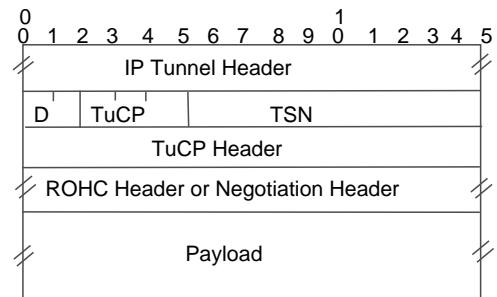 0 1
0 1 2 3 4 5 6 7 8 9 0 1 2 3 4 5
IP Tunnel Header
D TuCP TSN
TuCP Header
ROHC Header or Negotiation Header
Payload